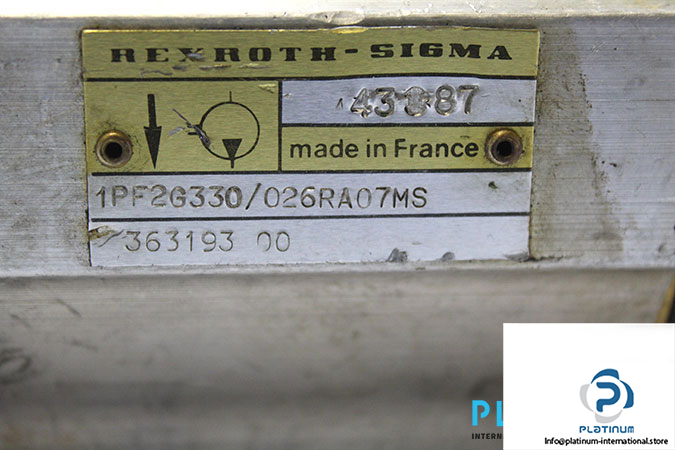 REXROTH-SIGMA
made in France
1PF2G330/026RA07MS
363193 00
PLATINUM
Info@platinum-international.store